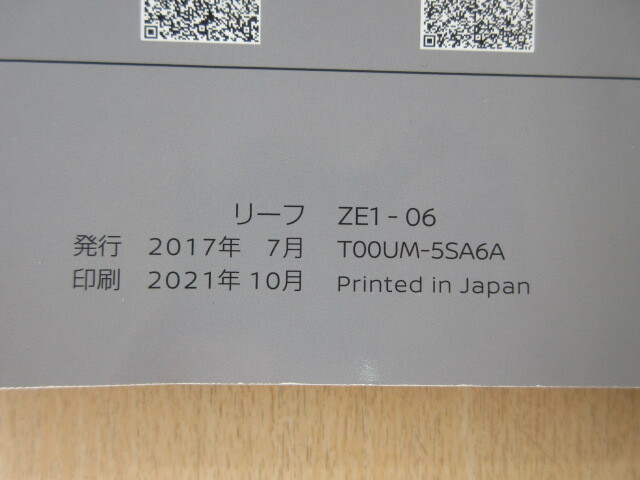 リーフ ZE1-06
発行 2017年 7月 T00UM-5SA6A
印刷 2021年10月 Printed in Japan